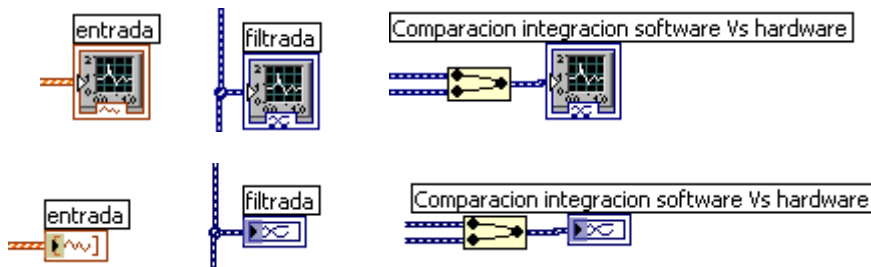 entrada
filtrada
Comparacion integracion software Vs hardware
entrada
filtrada
Comparacion integracion software Vs hardware